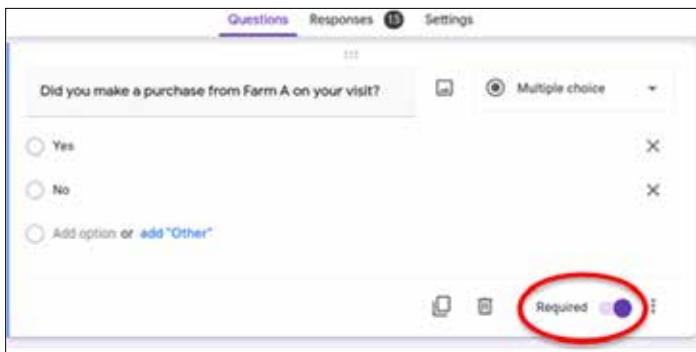 Questions Responses 13 Settings
Did you make a purchase from Farm A on your visit? Multiple choice
Yes
No
Add option or add "Other"
Required